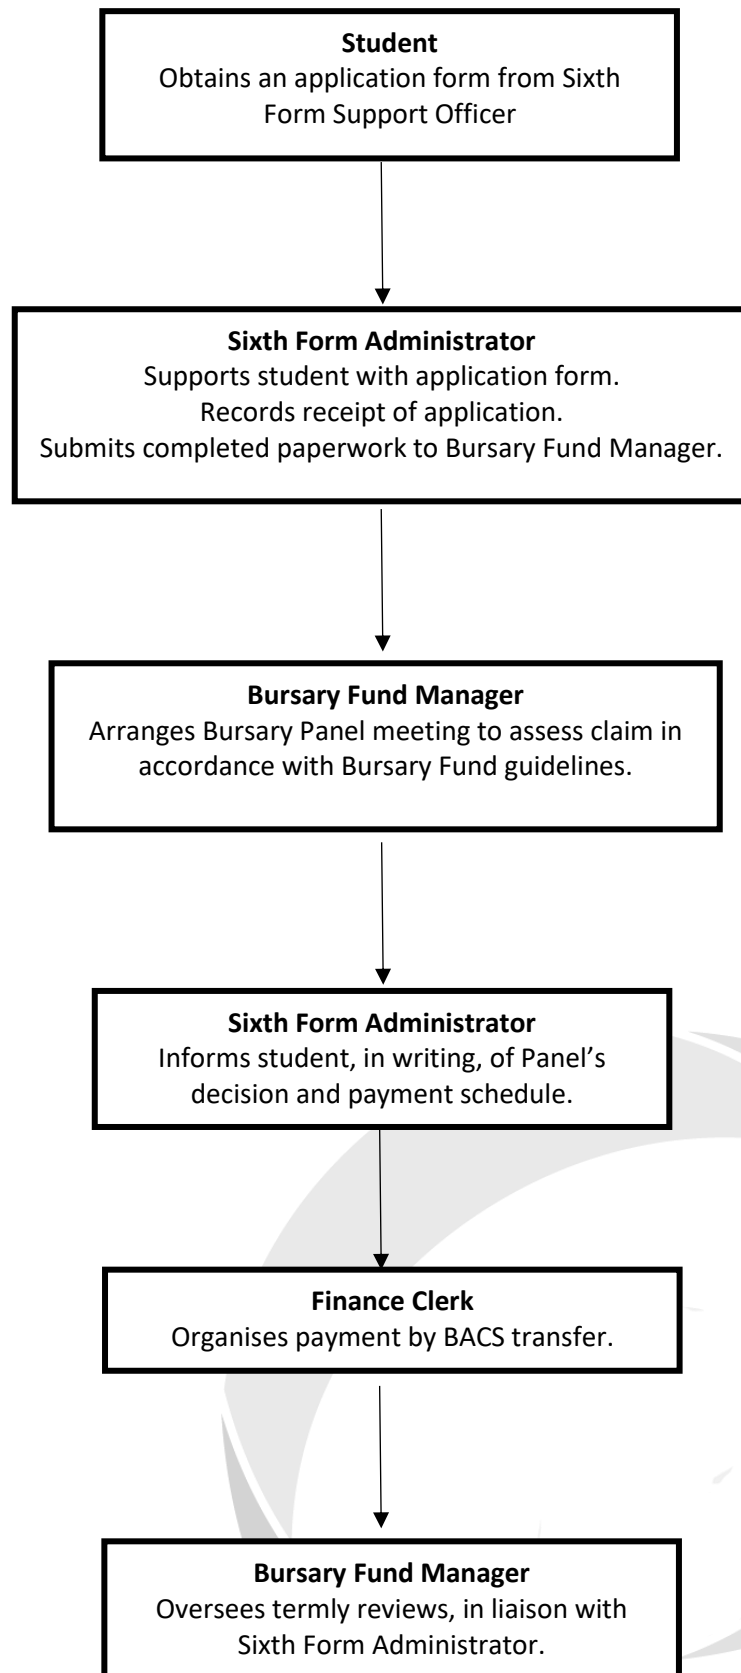 Student
Obtains an application form from Sixth
Form Support Officer
Sixth Form Administrator
Supports student with application form.
Records receipt of application.
Submits completed paperwork to Bursary Fund Manager.
Bursary Fund Manager
Arranges Bursary Panel meeting to assess claim in
accordance with Bursary Fund guidelines.
Sixth Form Administrator
Informs student, in writing, of Panel’s
decision and payment schedule.
Finance Clerk
Organises payment by BACS transfer.
Bursary Fund Manager
Oversees termly reviews, in liaison with
Sixth Form Administrator.